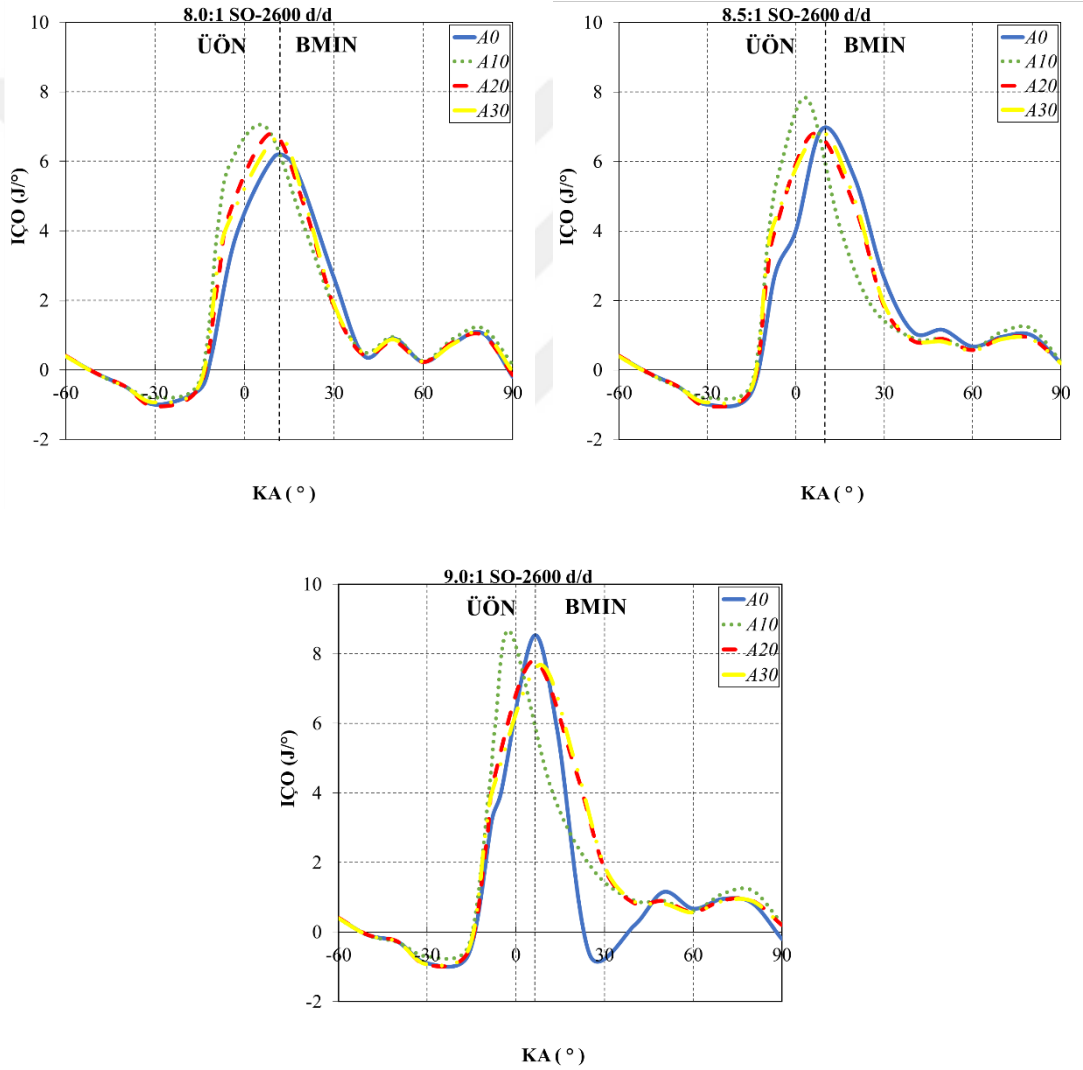 8.0:1 SO-2600 d/d
ÜÖN BMIN
A0
A10
A20
A30
10
8
6
4
2
0
-2
-60 -30 0 30 60 90
IÇO (J/°)
KA ( ° )
8.5:1 SO-2600 d/d
ÜÖN BMIN
A0
A10
A20
A30
10
8
6
4
2
0
-2
-60 -30 0 30 60 90
IÇO (J/°)
KA ( ° )
9.0:1 SO-2600 d/d
ÜÖN BMIN
A0
A10
A20
A30
10
8
6
4
2
0
-2
-60 -30 0 30 60 90
IÇO (J/°)
KA ( ° )